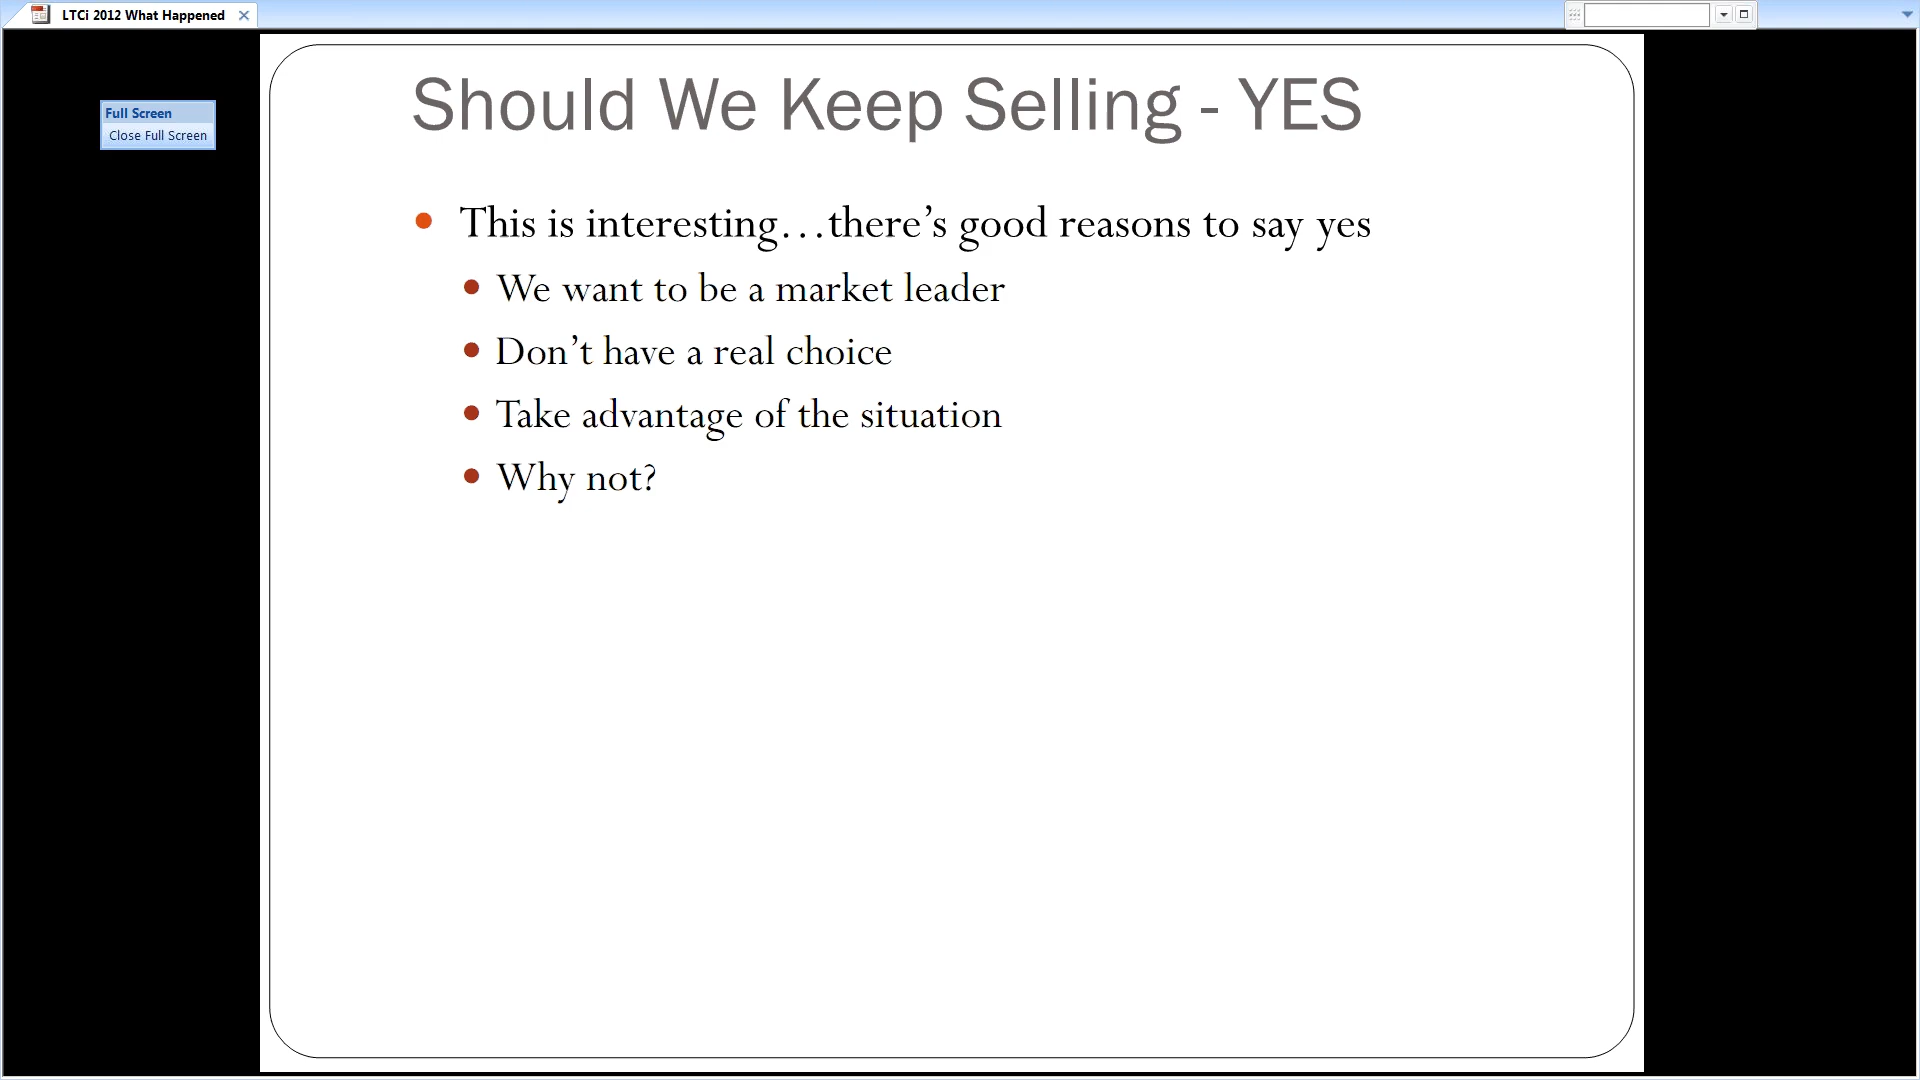 LTCi 2012 What Happened
Full Screen
Close Full Screen
Should We Keep Selling - YES
This is interesting…there’s good reasons to say yes
We want to be a market leader
Don’t have a real choice
Take advantage of the situation
Why not?